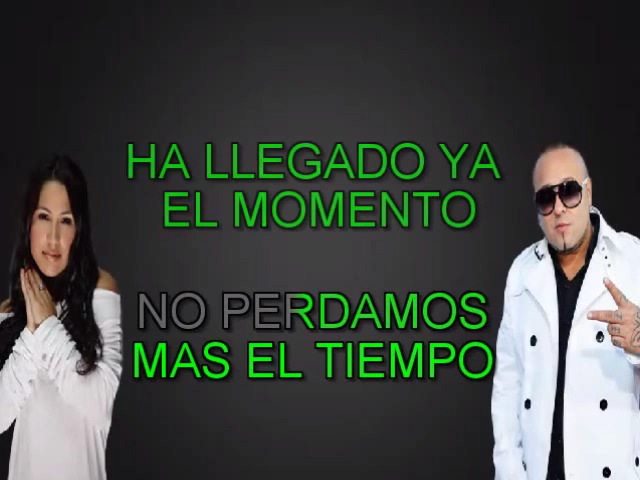 HA LLEGADO YA
EL MOMENTO
NO PERDAMOS
MAS EL TIEMPO